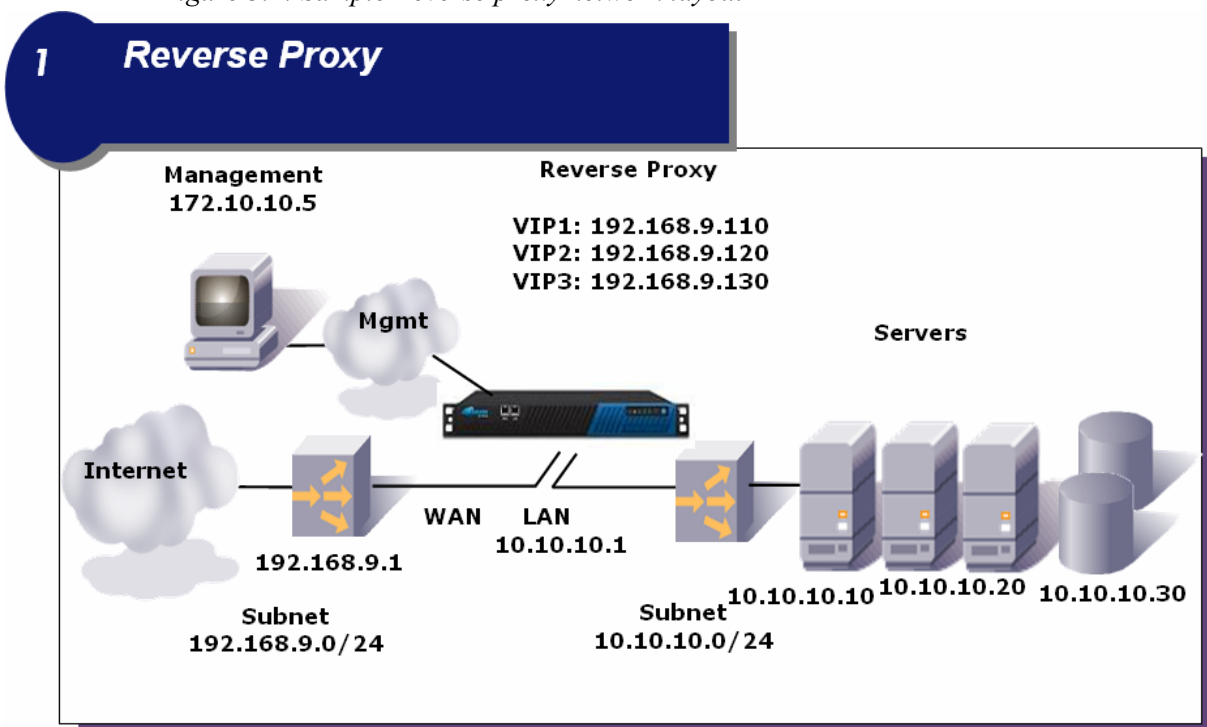 1 Reverse Proxy
Management
172.10.10.5
Reverse Proxy
VIP1: 192.168.9.110
VIP2: 192.168.9.120
VIP3: 192.168.9.130
Mgmt
Servers
Internet
WAN LAN
10.10.10.1
192.168.9.1
Subnet
192.168.9.0/24
Subnet
10.10.10.0/24
10.10.10.10
10.10.10.20
10.10.10.30